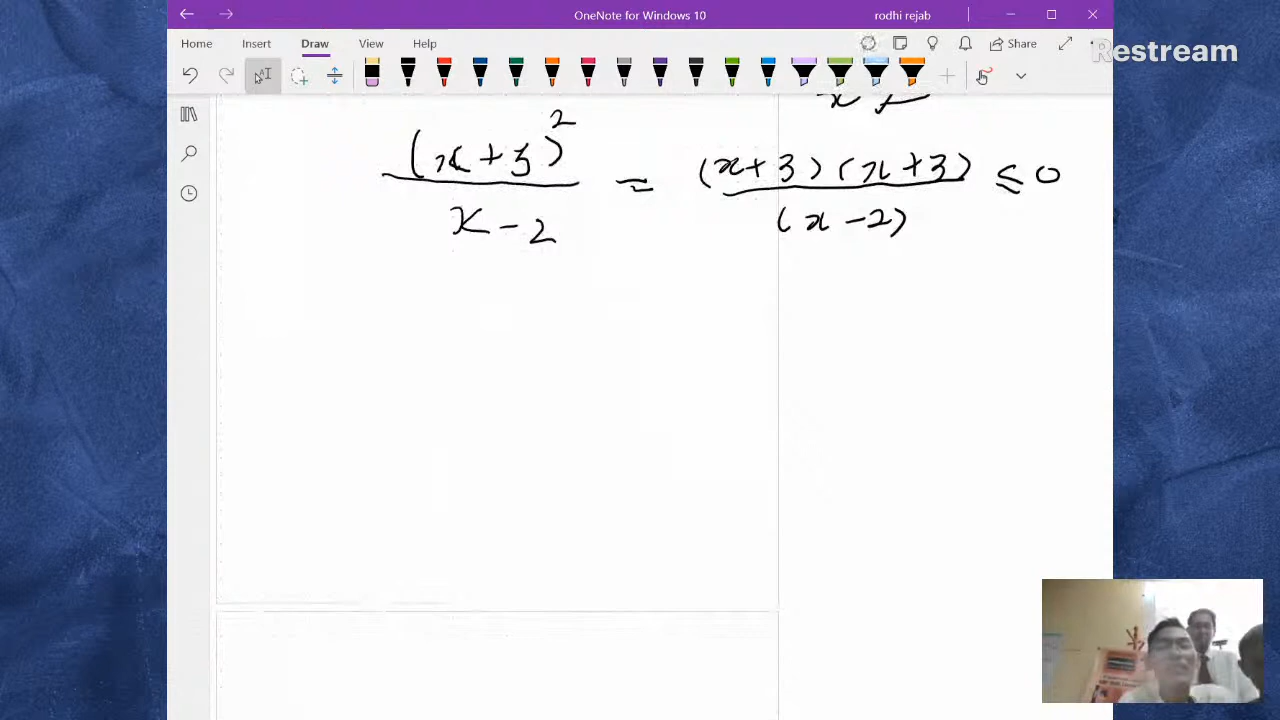 OneNote for Windows 10
rodhi rejab
Home Insert Draw View Help
Share
Restream
(x+3)² / x-2 = (x+3)(x+3) / (x-2) ≤ 0